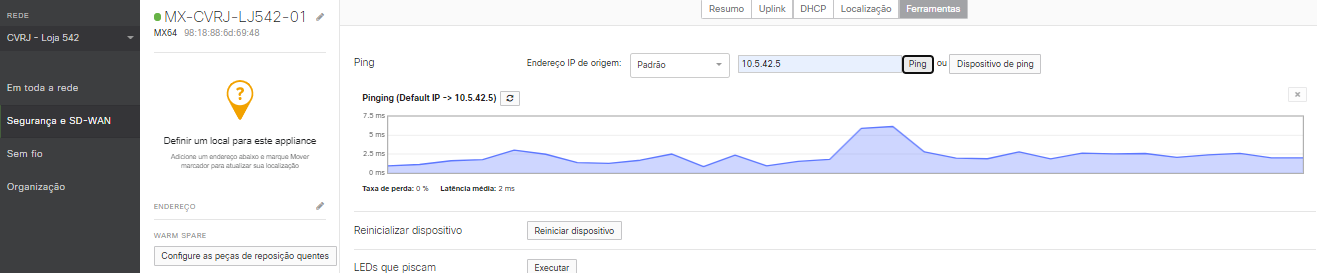 REDE
CVRJ - Loja 542
Em toda a rede
Segurança e SD-WAN
Sem fio
Organização
MX-CVRJ-LJ542-01
MX64 98:18:88:6d:69:48
?
Definir um local para este appliance
Adicione um endereço abaixo e marque Mover
marcador para atualizar sua localização
ENDEREÇO
WARM SPARE
Configure as peças de reposição quentes
Resumo Uplink DHCP Localização Ferramentas
Ping Endereço IP de origem: Padrão 10.5.42.5 Ping ou Dispositivo de ping
Pinging (Default IP -> 10.5.42.5)
7.5 ms
5 ms
2.5 ms
0 ms
Taxa de perda: 0 % Latência média: 2 ms
Reinicializar dispositivo Reiniciar dispositivo
LEDs que piscam Executar